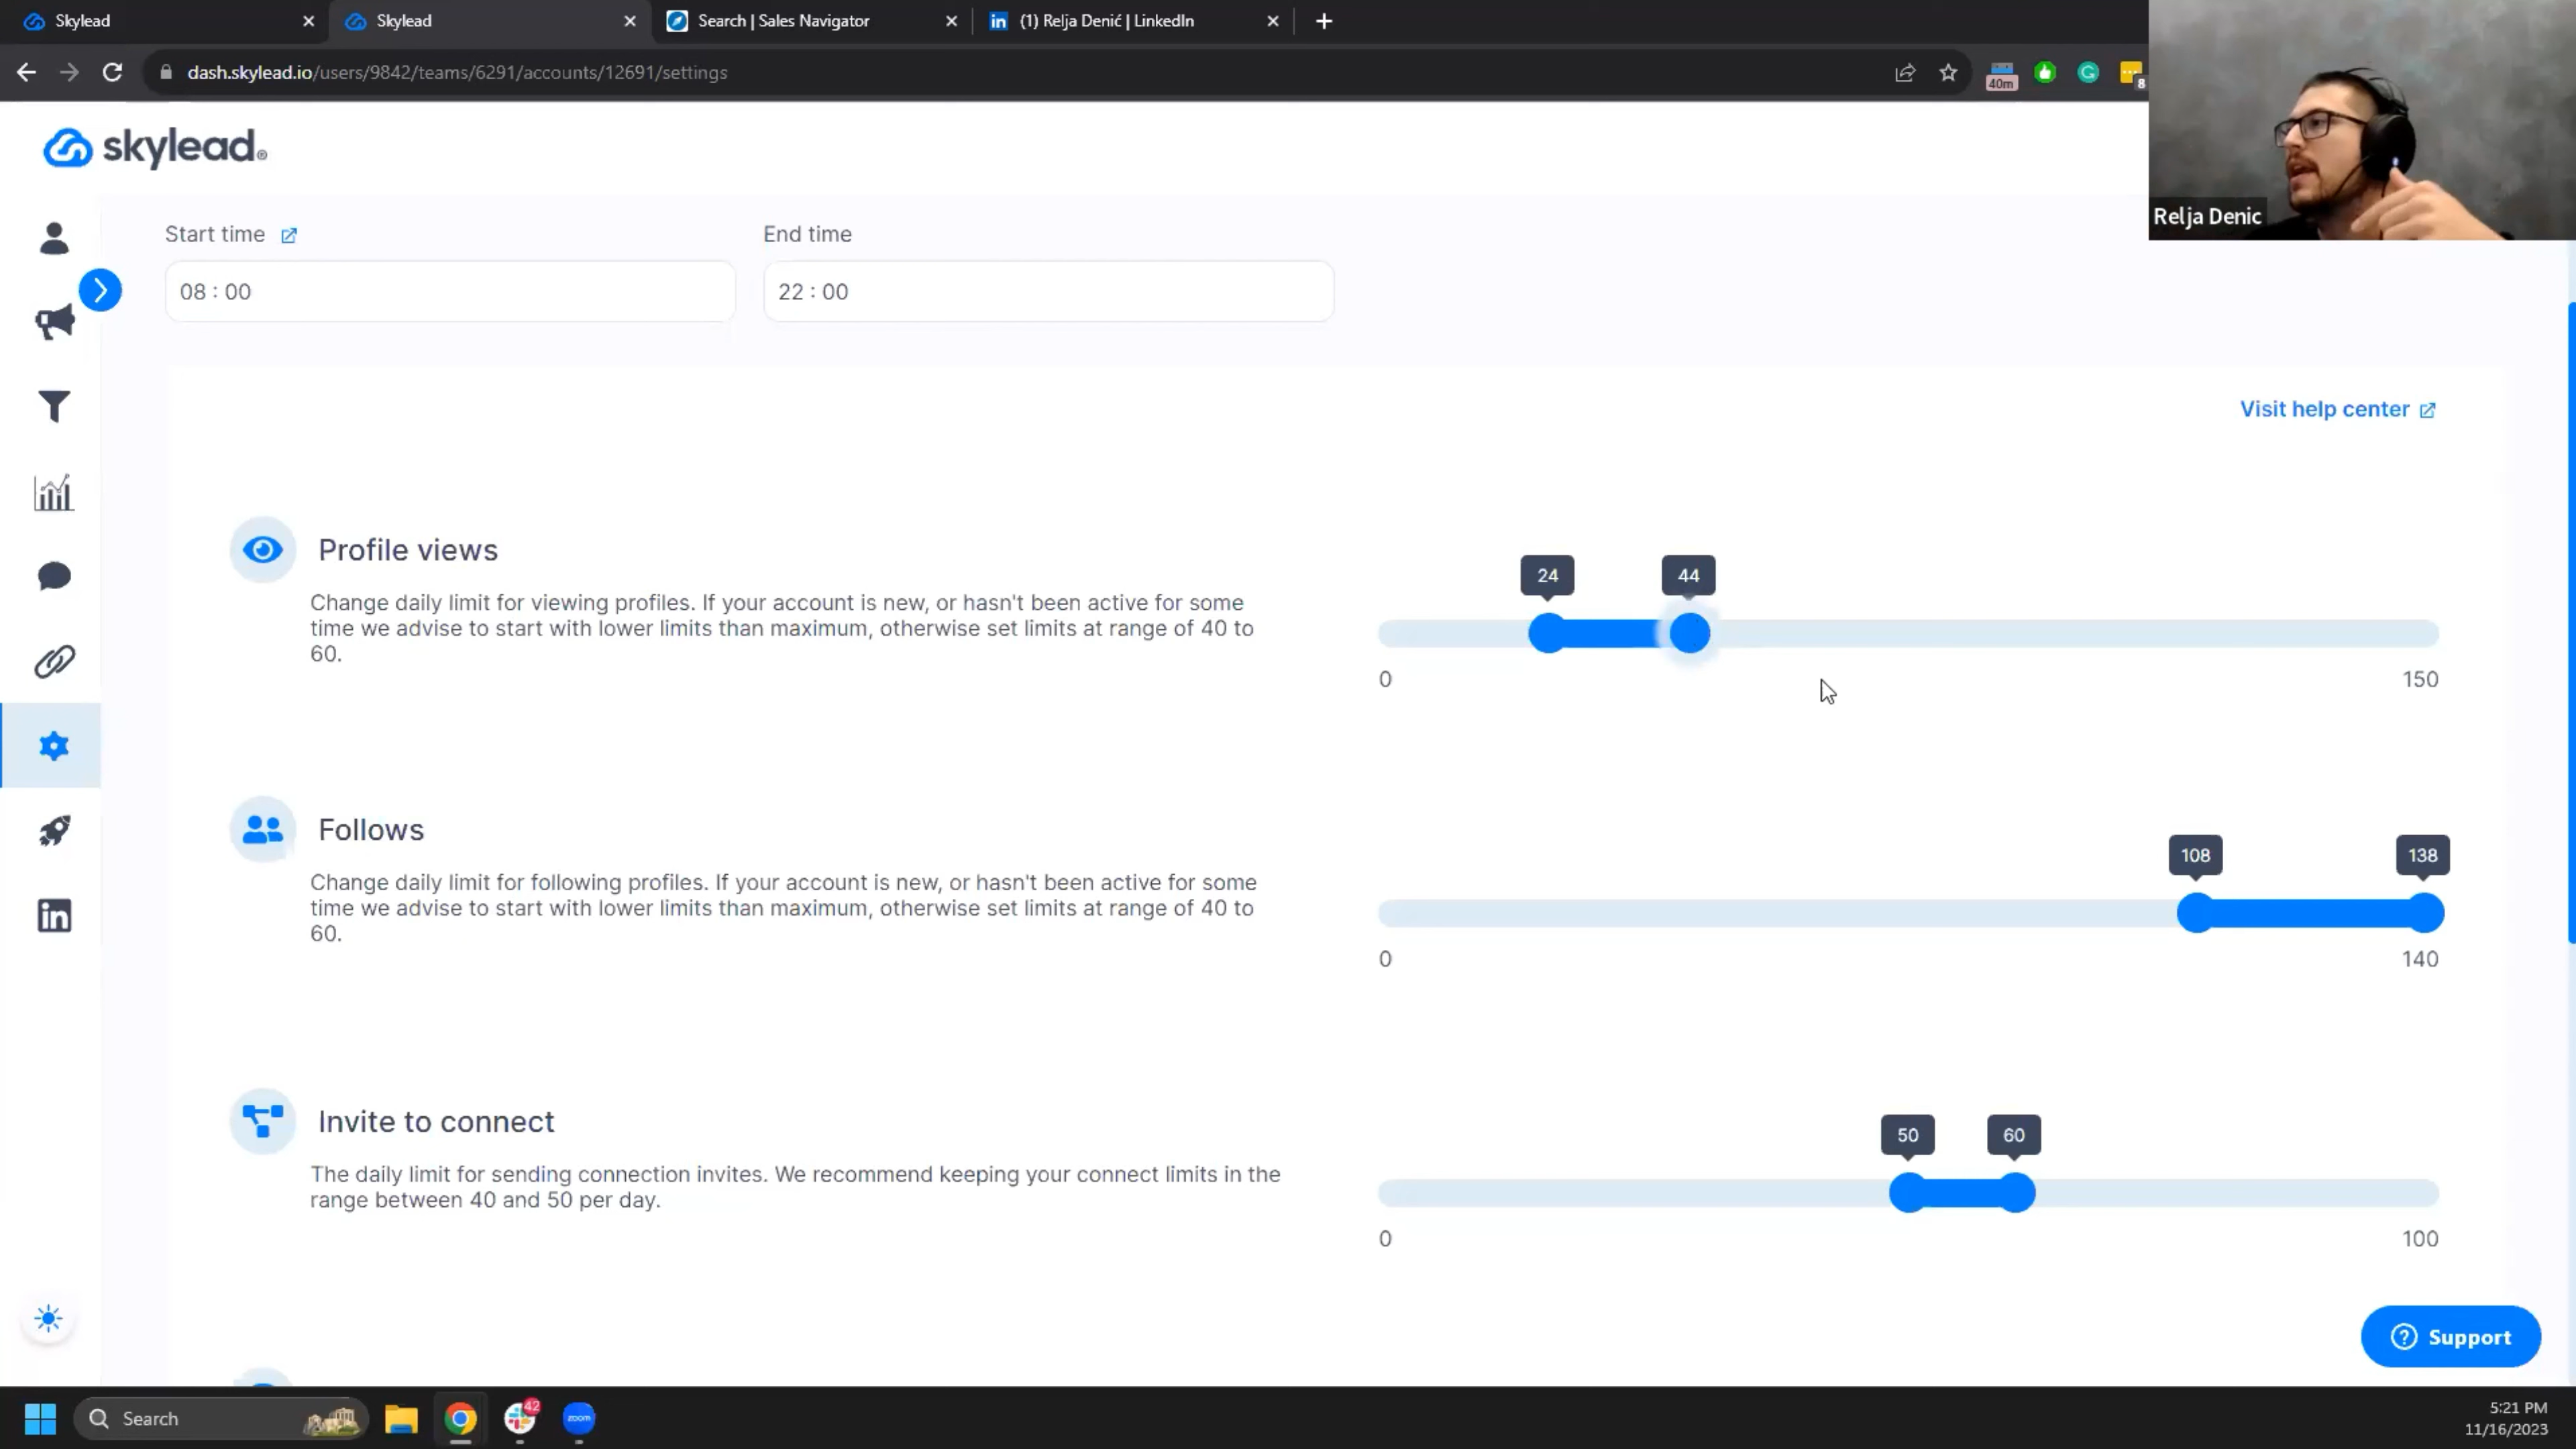 Skylead
Skylead
Search | Sales Navigator
(1) Relja Denić | LinkedIn
dash.skylead.io/users/9842/teams/6291/accounts/12691/settings
40m
8
skylead®
Relja Denic
Start time
End time
08 : 00
22 : 00
Visit help center
Profile views
Change daily limit for viewing profiles. If your account is new, or hasn't been active for some
time we advise to start with lower limits than maximum, otherwise set limits at range of 40 to
60.
24
44
0
150
Follows
Change daily limit for following profiles. If your account is new, or hasn't been active for some
time we advise to start with lower limits than maximum, otherwise set limits at range of 40 to
60.
108
138
0
140
Invite to connect
The daily limit for sending connection invites. We recommend keeping your connect limits in the
range between 40 and 50 per day.
50
60
0
100
Support
Search
42
zoom
5:21 PM
11/16/2023